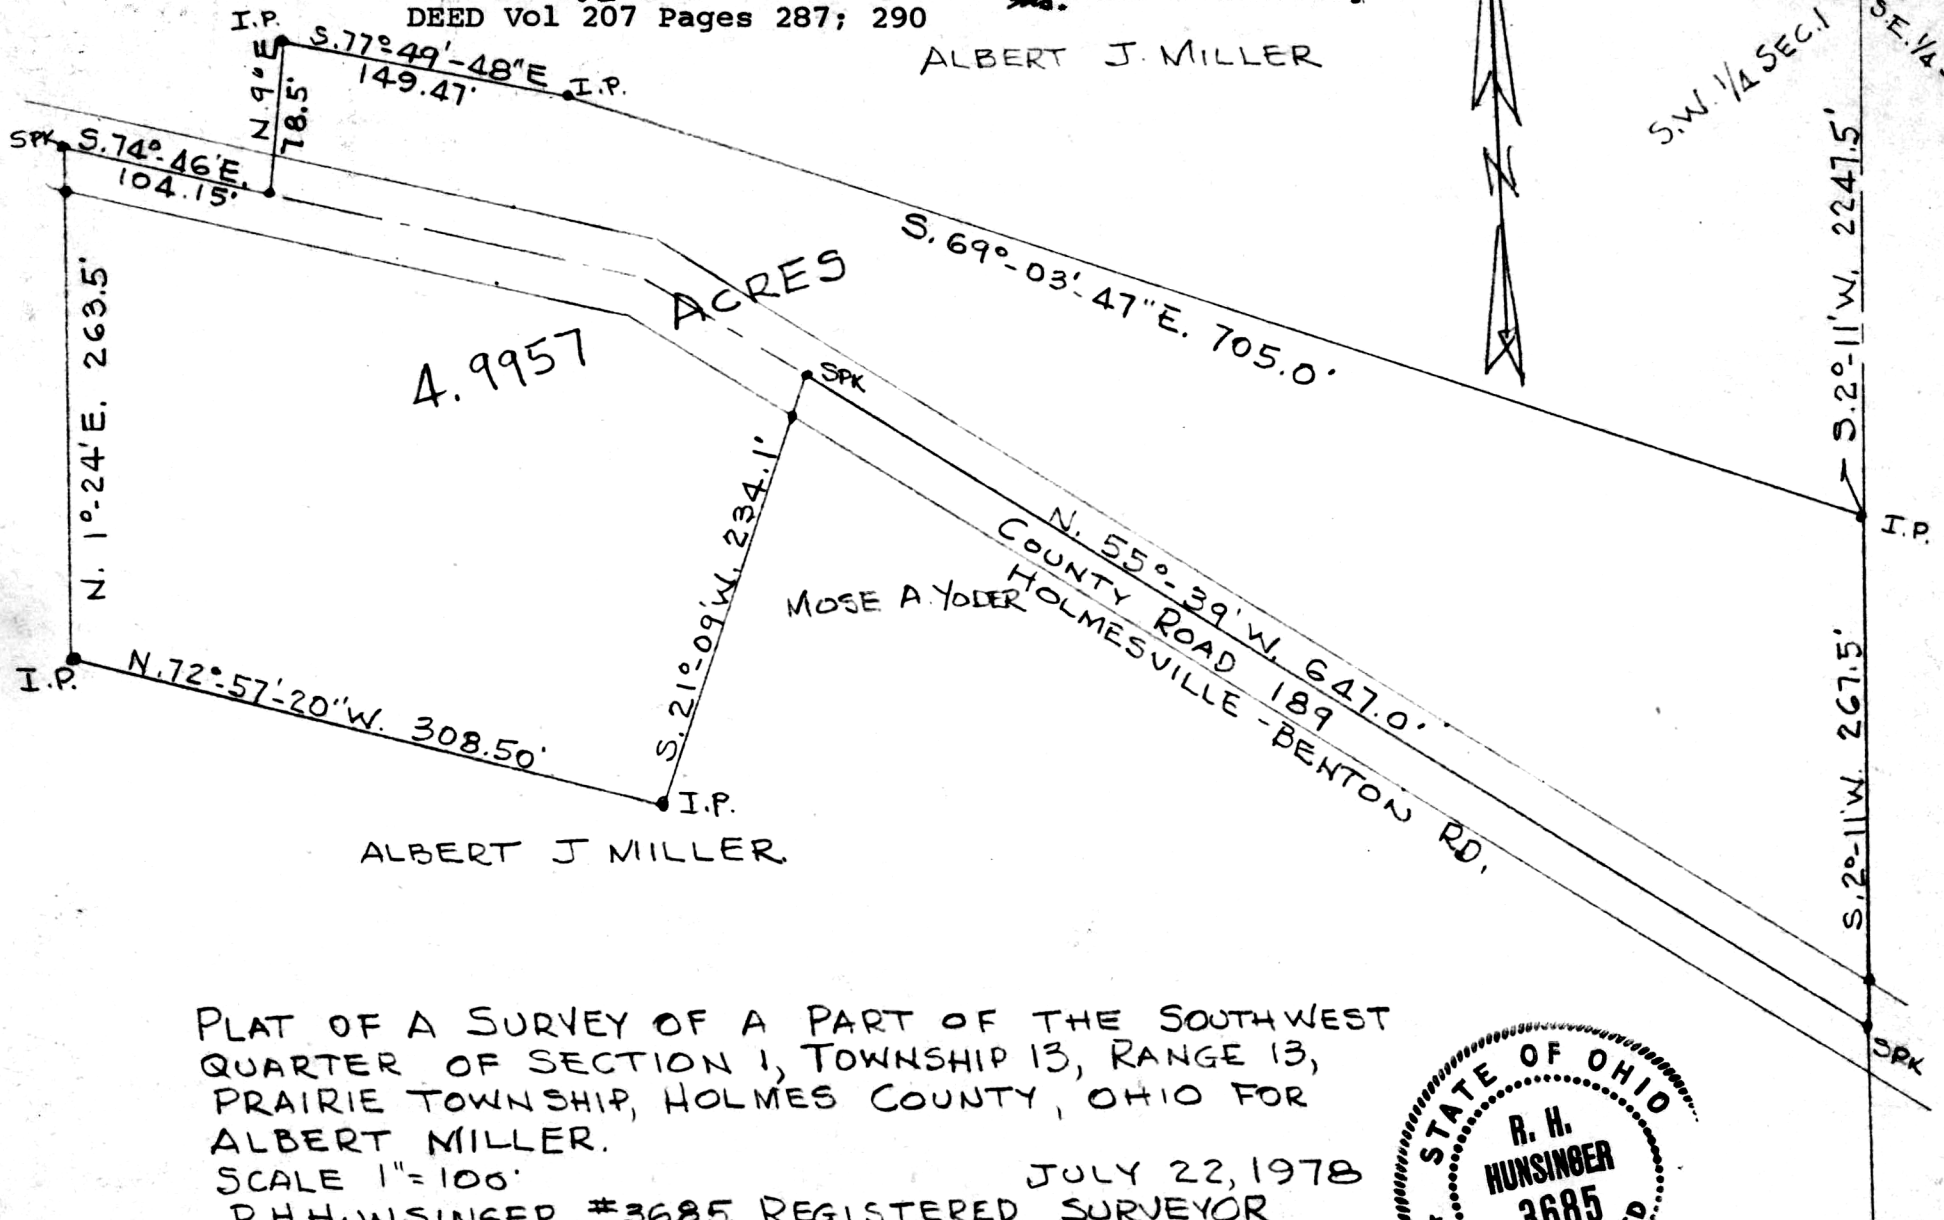 DEED Vol 207 Pages 287; 290
I.P.
S.77°-49'-48"E
149.47'
I.P.
N.9°E
78.5'
ALBERT J. MILLER
S.W. 1/4 SEC.1
S.E. 1/4
SPK
S.74°-46'E.
104.15'
N
S. 69°-03'-47"E. 705.0'
S.2°-11'W. 2247.5'
I.P.
N. 1°-24'E. 263.5'
4.9957 ACRES
SPK
N. 55°-39'W. 647.0'
COUNTY ROAD 189
HOLMESVILLE - BENTON RD.
MOSE A. YODER
S. 21°-09'W. 234.1'
S. 2°-11'W. 267.5'
I.P.
N.72°-57'-20"W. 308.50'
I.P.
ALBERT J MILLER.
SPK
PLAT OF A SURVEY OF A PART OF THE SOUTHWEST
QUARTER OF SECTION 1, TOWNSHIP 13, RANGE 13,
PRAIRIE TOWNSHIP, HOLMES COUNTY, OHIO FOR
ALBERT MILLER.
SCALE 1"=100'
JULY 22, 1978
R.H.HUNSINGER #3685 REGISTERED SURVEYOR
STATE OF OHIO
R. H.
HUNSINGER
3685